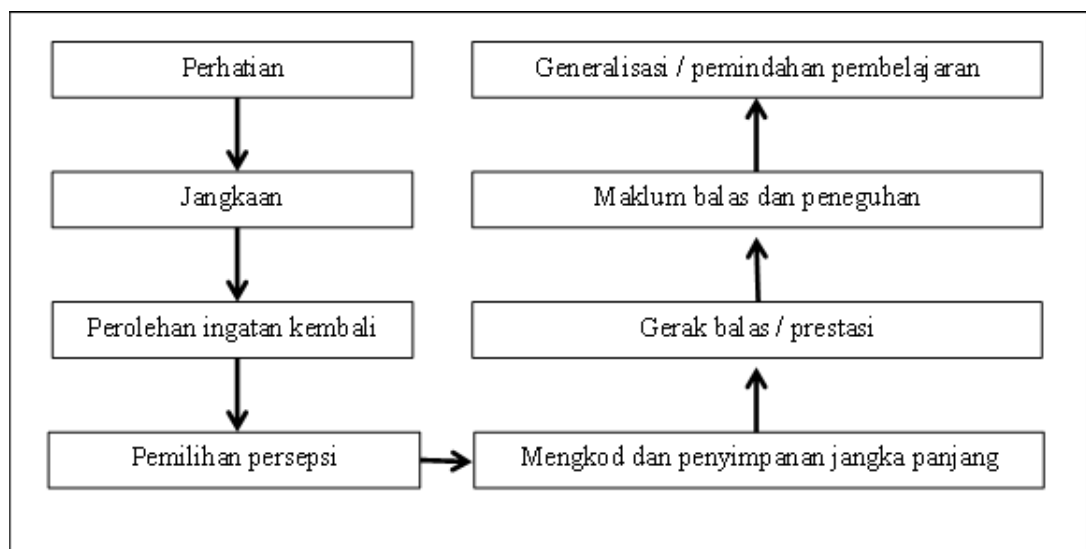 Perhatian
Jangkaan
Perolehan ingatan kembali
Pemilihan persepsi
Mengkod dan penyimpanan jangka panjang
Gerak balas / prestasi
Maklum balas dan peneguhan
Generalisasi / pemindahan pembelajaran